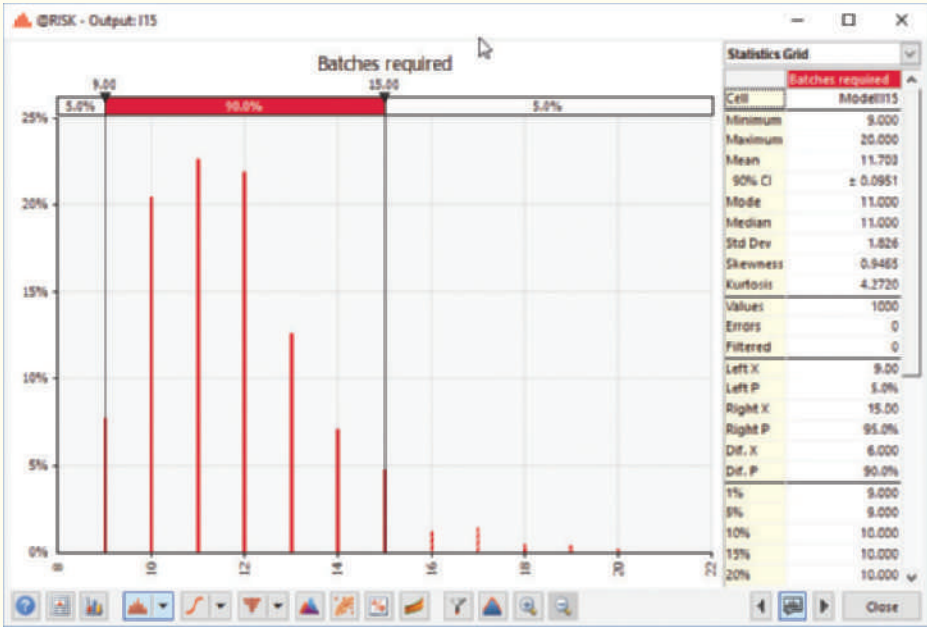 @RISK - Output: I15
Batches required
9.00 15.00
5.0% 90.0% 5.0%
25%
20%
15%
10%
5%
0%
8 10 12 14 16 18 20 22
Statistics Grid
Batches required
Cell Model!I15
Minimum 9.000
Maximum 20.000
Mean 11.703
90% CI ± 0.0951
Mode 11.000
Median 11.000
Std Dev 1.826
Skewness 0.9465
Kurtosis 4.2720
Values 1000
Errors 0
Filtered 0
Left X 9.00
Left P 5.0%
Right X 15.00
Right P 95.0%
Dif. X 6.000
Dif. P 90.0%
1% 9.000
5% 9.000
10% 10.000
15% 10.000
20% 10.000
Close